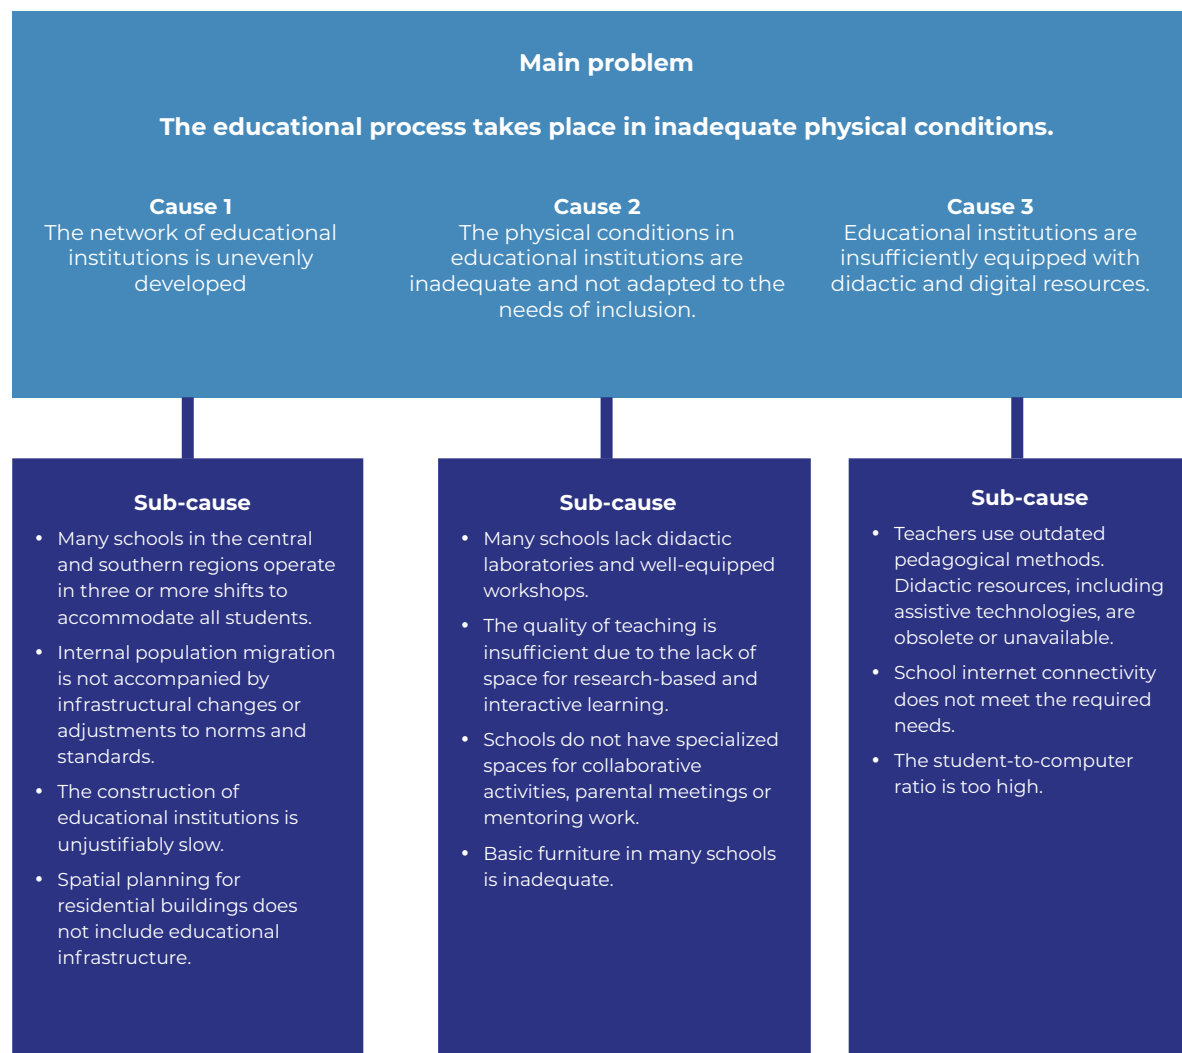 Main problem
The educational process takes place in inadequate physical conditions.
Cause 1
The network of educational
institutions is unevenly
developed
Cause 2
The physical conditions in
educational institutions are
inadequate and not adapted to the
needs of inclusion.
Cause 3
Educational institutions are
insufficiently equipped with
didactic and digital resources.
Sub-cause
• Many schools in the central
and southern regions operate
in three or more shifts to
accommodate all students.
• Internal population migration
is not accompanied by
infrastructural changes or
adjustments to norms and
standards.
• The construction of
educational institutions is
unjustifiably slow.
• Spatial planning for
residential buildings does
not include educational
infrastructure.
Sub-cause
• Many schools lack didactic
laboratories and well-equipped
workshops.
• The quality of teaching is
insufficient due to the lack of
space for research-based and
interactive learning.
• Schools do not have specialized
spaces for collaborative
activities, parental meetings or
mentoring work.
• Basic furniture in many schools
is inadequate.
Sub-cause
• Teachers use outdated
pedagogical methods.
Didactic resources, including
assistive technologies, are
obsolete or unavailable.
• School internet connectivity
does not meet the required
needs.
• The student-to-computer
ratio is too high.